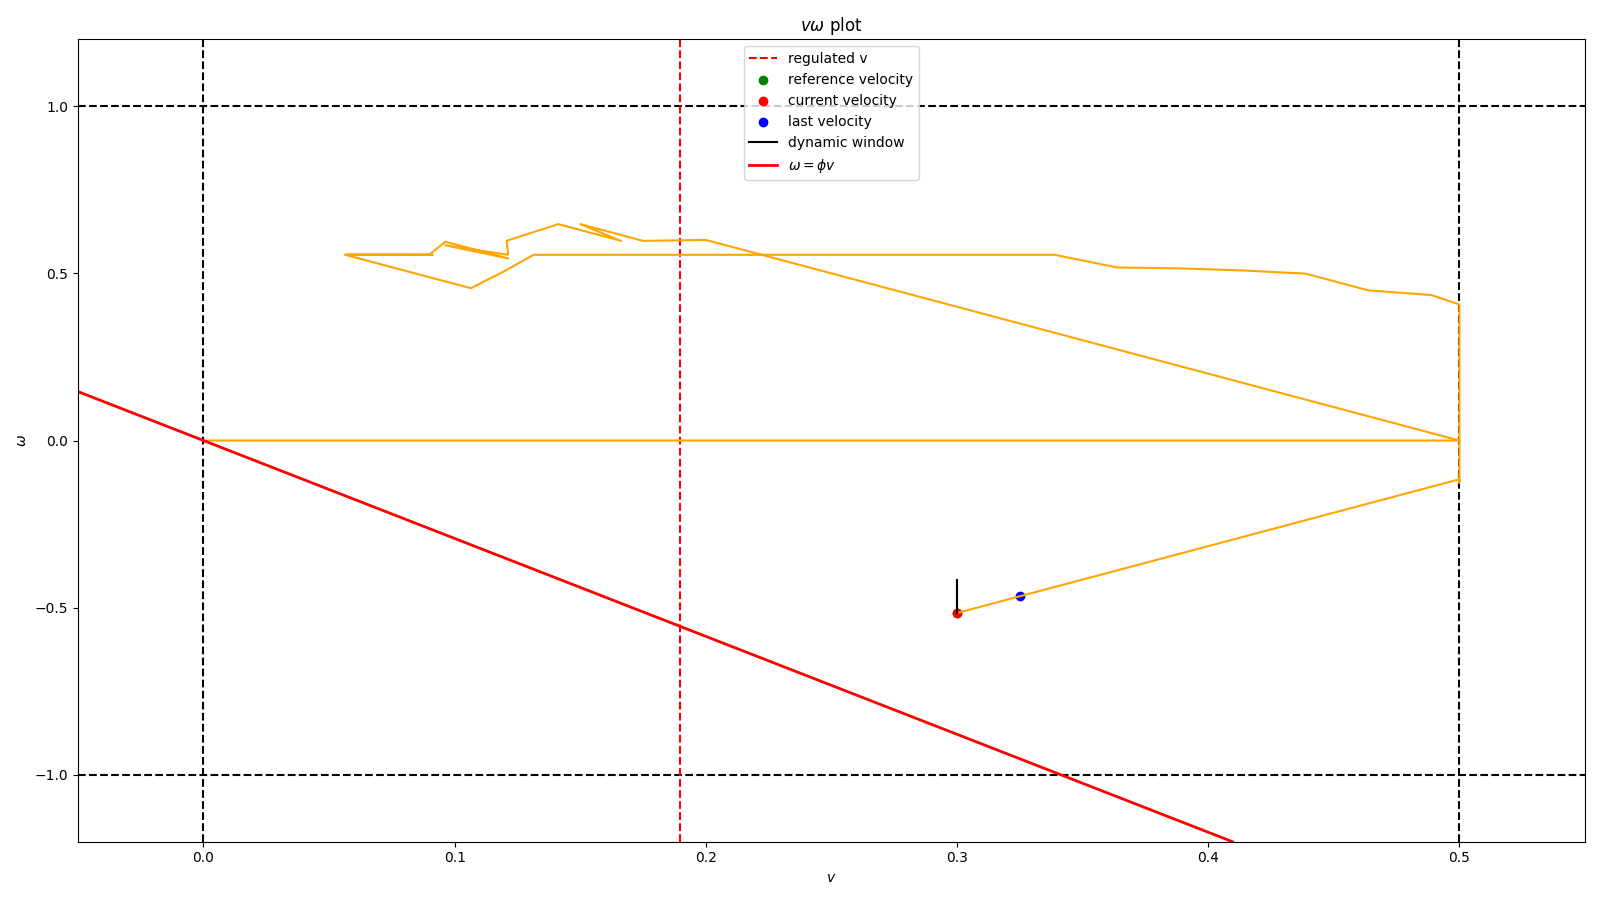 vω plot
regulated v
reference velocity
current velocity
last velocity
dynamic window
ω = ϕv
1.0
0.5
0.0
−0.5
−1.0
ω
0.0 0.1 0.2 0.3 0.4 0.5
v